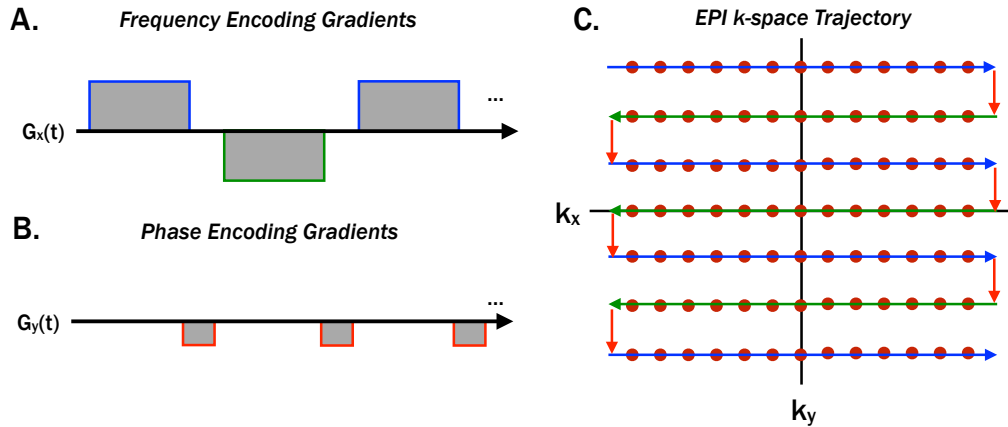 A.
Frequency Encoding Gradients
...
Gx(t)
B.
Phase Encoding Gradients
...
Gy(t)
C.
EPI k-space Trajectory
kx
ky